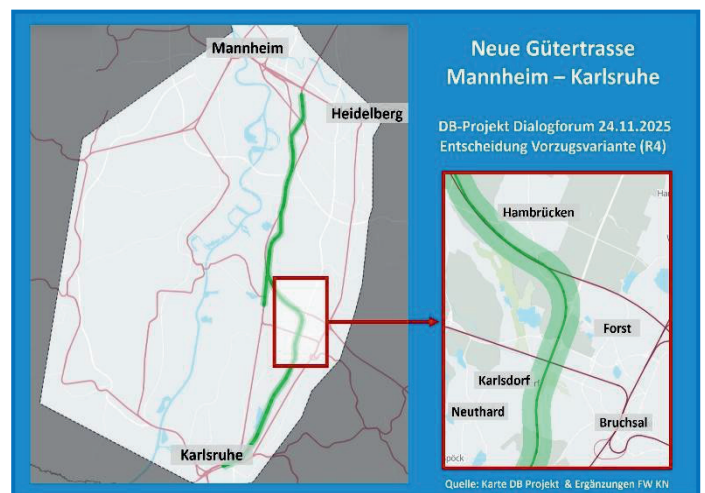 Mannheim
Heidelberg
Karlsruhe
Neue Gütertrasse
Mannheim – Karlsruhe
DB-Projekt Dialogforum 24.11.2025
Entscheidung Vorzugsvariante (R4)
Hambrücken
Forst
Karlsdorf
Neuthard
Bruchsal
Quelle: Karte DB Projekt & Ergänzungen FW KN